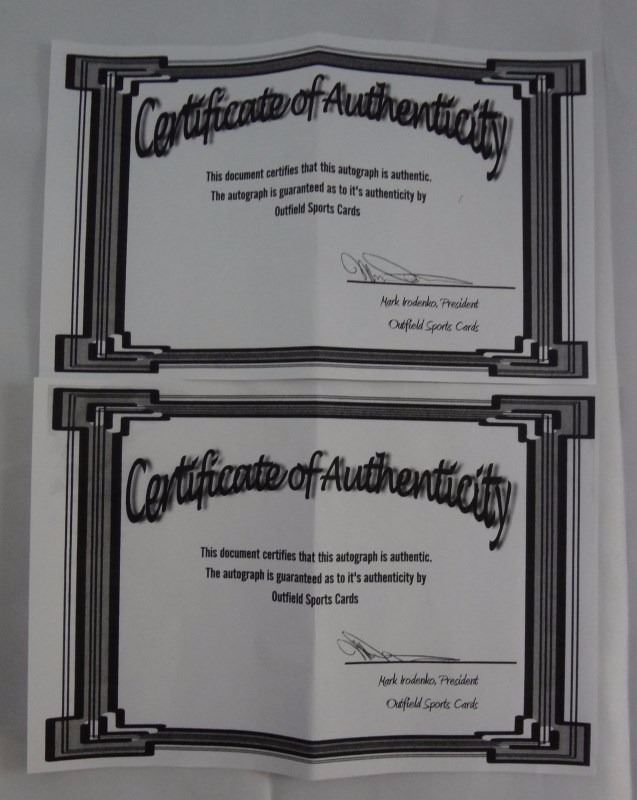 Certificate of Authenticity
This document certifies that this autograph is authentic.
The autograph is guaranteed as to it's authenticity by
Outfield Sports Cards
Mark Irodenko, President
Outfield Sports Cards
Certificate of Authenticity
This document certifies that this autograph is authentic.
The autograph is guaranteed as to it's authenticity by
Outfield Sports Cards
Mark Irodenko, President
Outfield Sports Cards